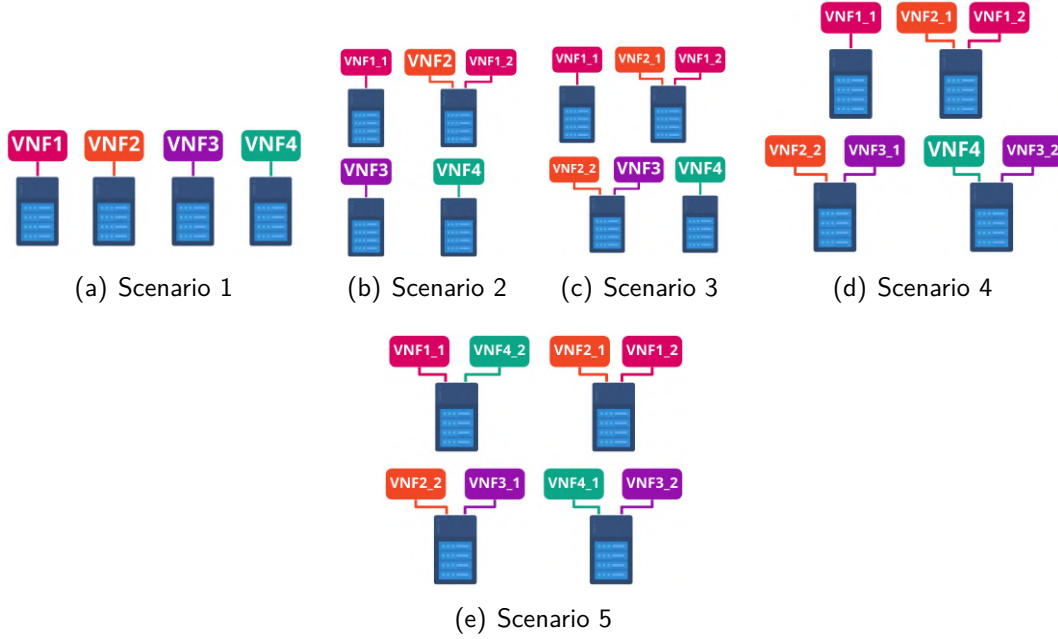 VNF1 VNF2 VNF3 VNF4
(a) Scenario 1
VNF1_1 VNF2 VNF1_2
VNF3 VNF4
(b) Scenario 2
VNF1_1 VNF2_1 VNF1_2
VNF2_2 VNF3 VNF4
(c) Scenario 3
VNF1_1 VNF2_1 VNF1_2
VNF2_2 VNF3_1 VNF4 VNF3_2
(d) Scenario 4
VNF1_1 VNF4_2 VNF2_1 VNF1_2
VNF2_2 VNF3_1 VNF4_1 VNF3_2
(e) Scenario 5